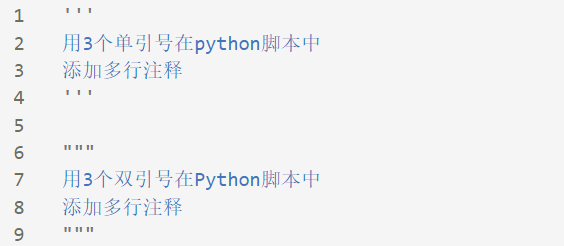 1 '''
2 用3个单引号在python脚本中
3 添加多行注释
4 '''
5
6 """
7 用3个双引号在Python脚本中
8 添加多行注释
9 """